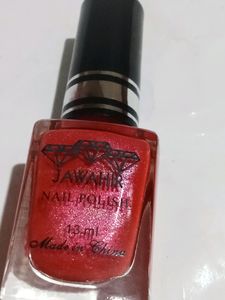 JAWAHIR
NAIL POLISH
13 ml
Made in China